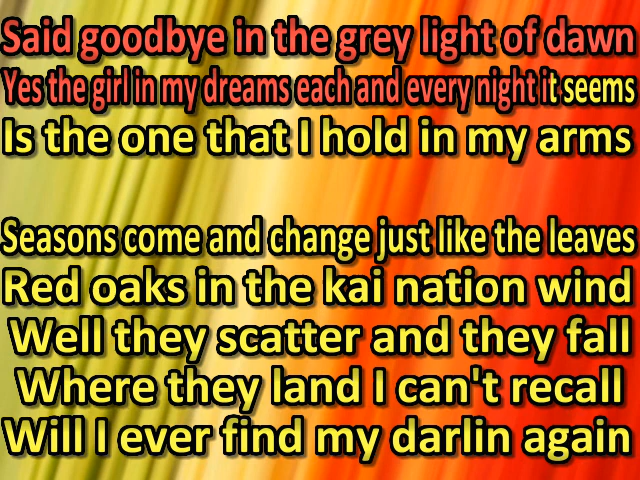 Said goodbye in the grey light of dawn
Yes the girl in my dreams each and every night it seems
Is the one that I hold in my arms
Seasons come and change just like the leaves
Red oaks in the kai nation wind
Well they scatter and they fall
Where they land I can't recall
Will I ever find my darlin again